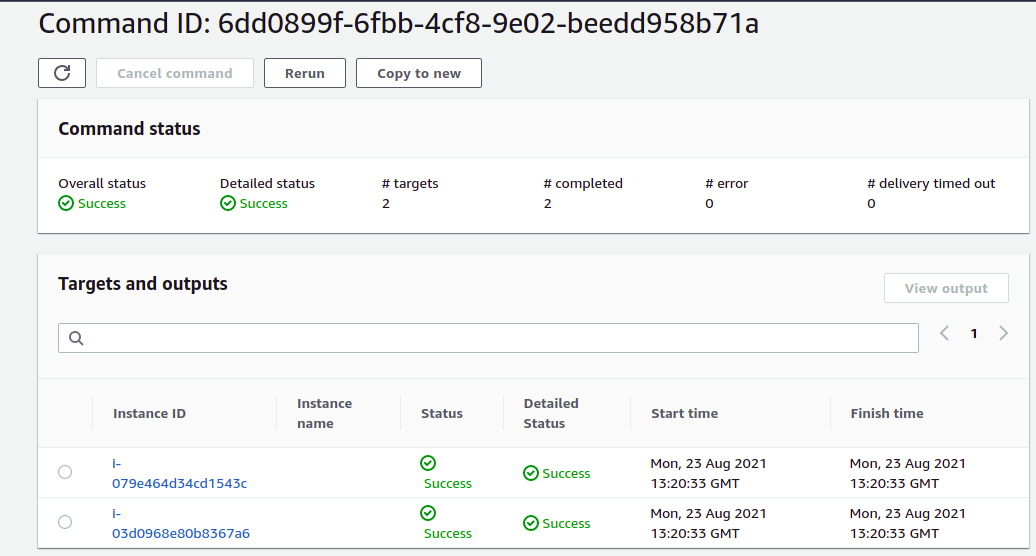 Command ID: 6dd0899f-6fbb-4cf8-9e02-beedd958b71a
Cancel command Rerun Copy to new
Command status
Overall status Detailed status # targets # completed # error # delivery timed out
Success Success 2 2 0 0
Targets and outputs
View output
1
Instance ID Instance name Status Detailed Status Start time Finish time
i-079e464d34cd1543c Success Success Mon, 23 Aug 2021 13:20:33 GMT Mon, 23 Aug 2021 13:20:33 GMT
i-03d0968e80b8367a6 Success Success Mon, 23 Aug 2021 13:20:33 GMT Mon, 23 Aug 2021 13:20:33 GMT